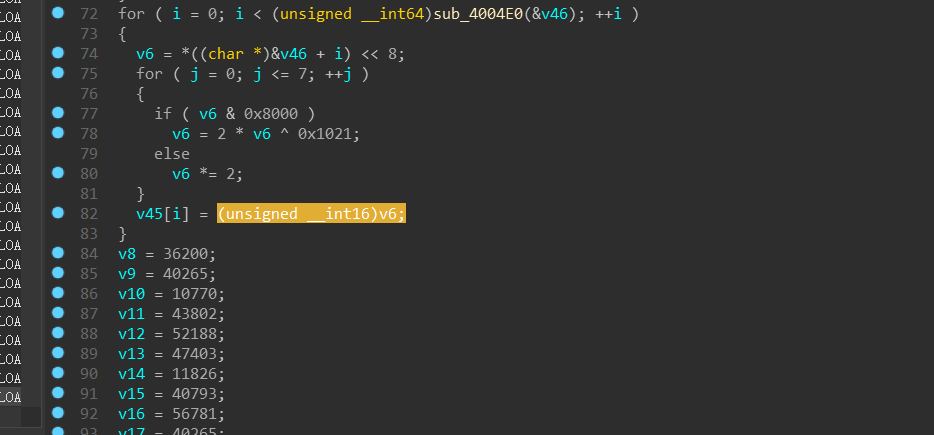 LOA
72 for ( i = 0; i < (unsigned __int64)sub_4004E0(&v46); ++i )
LOA
73 {
LOA
74 v6 = *((char *)&v46 + i) << 8;
LOA
75 for ( j = 0; j <= 7; ++j )
LOA
76 {
LOA
77 if ( v6 & 0x8000 )
LOA
78 v6 = 2 * v6 ^ 0x1021;
LOA
79 else
LOA
80 v6 *= 2;
LOA
81 }
LOA
82 v45[i] = (unsigned __int16)v6;
LOA
83 }
LOA
84 v8 = 36200;
LOA
85 v9 = 40265;
LOA
86 v10 = 10770;
LOA
87 v11 = 43802;
LOA
88 v12 = 52188;
LOA
89 v13 = 47403;
LOA
90 v14 = 11826;
LOA
91 v15 = 40793;
LOA
92 v16 = 56781;
93 v17 = 40265;